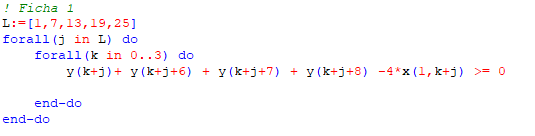 ! Ficha 1
L:=[1,7,13,19,25]
forall(j in L) do
forall(k in 0..3) do
y(k+j)+ y(k+j+6) + y(k+j+7) + y(k+j+8) -4*x(1,k+j) >= 0
end-do
end-do